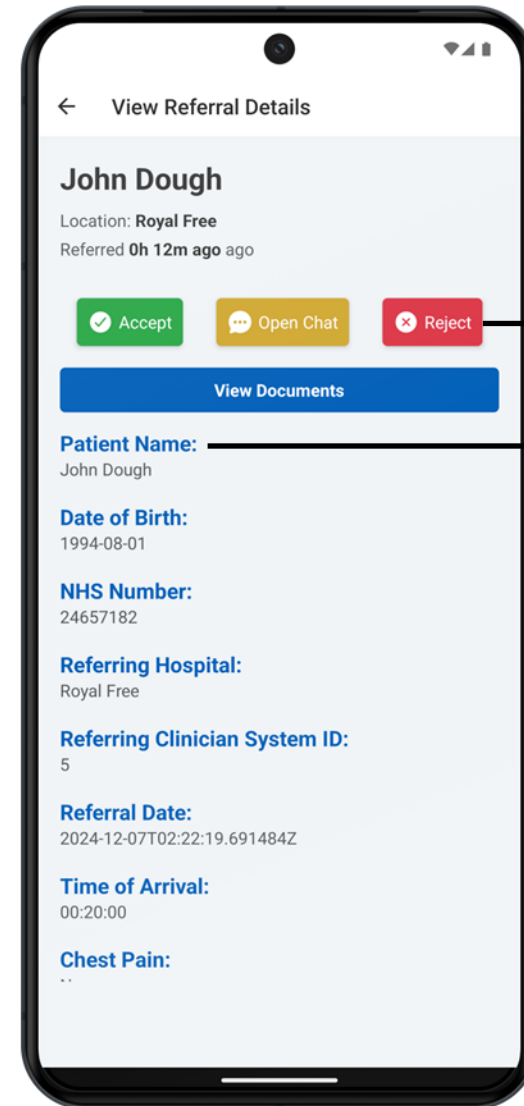 View Referral Details
John Dough
Location: Royal Free
Referred 0h 12m ago ago
Accept
Open Chat
Reject
View Documents
Patient Name:
John Dough
Date of Birth:
1994-08-01
NHS Number:
24657182
Referring Hospital:
Royal Free
Referring Clinician System ID:
5
Referral Date:
2024-12-07T02:22:19.691484Z
Time of Arrival:
00:20:00
Chest Pain: